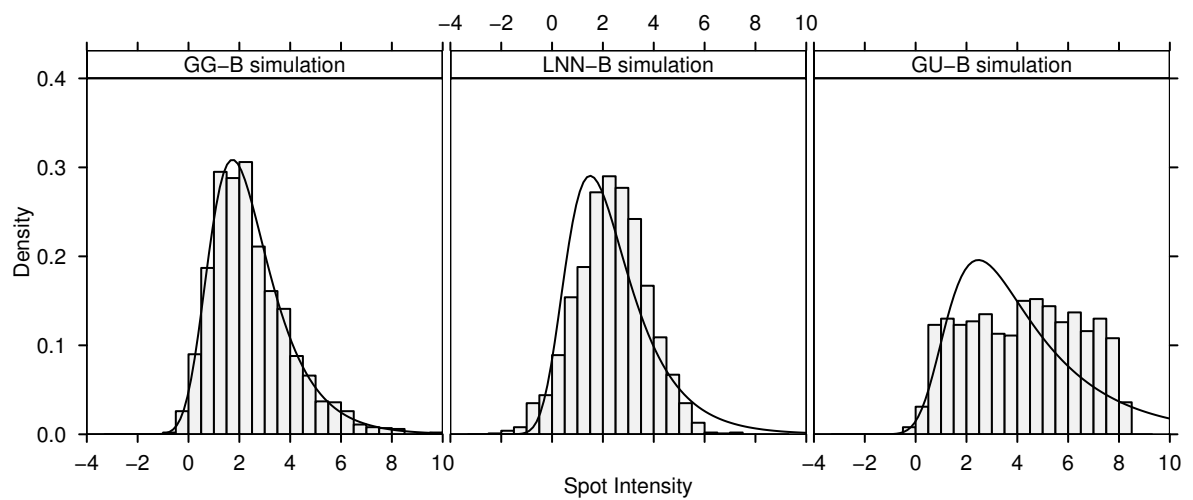 −4 −2 0 2 4 6 8 10
GG−B simulation LNN−B simulation GU−B simulation
0.4
0.3
0.2
0.1
0.0
Density
−4 −2 0 2 4 6 8 10 −4 −2 0 2 4 6 8 10
Spot Intensity